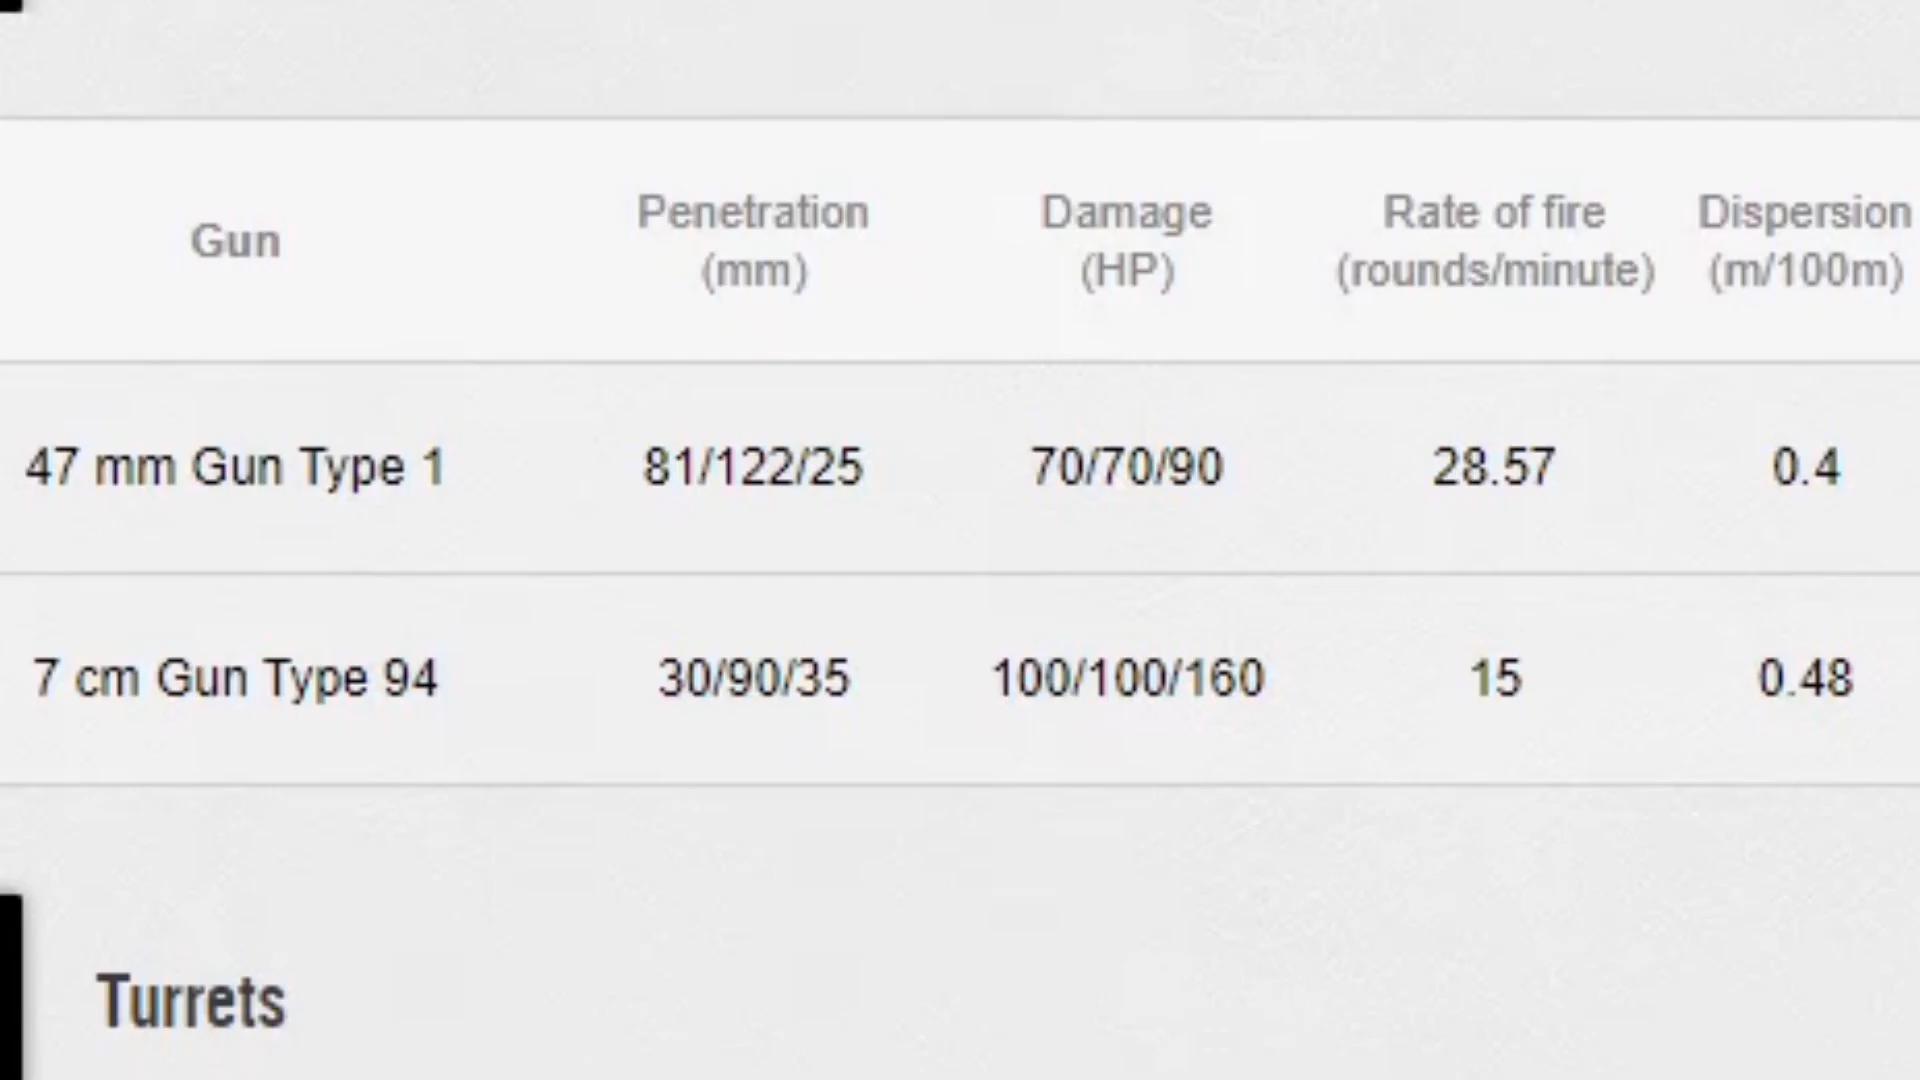 Gun Penetration (mm) Damage (HP) Rate of fire (rounds/minute) Dispersion (m/100m)
47 mm Gun Type 1 81/122/25 70/70/90 28.57 0.4
7 cm Gun Type 94 30/90/35 100/100/160 15 0.48
Turrets